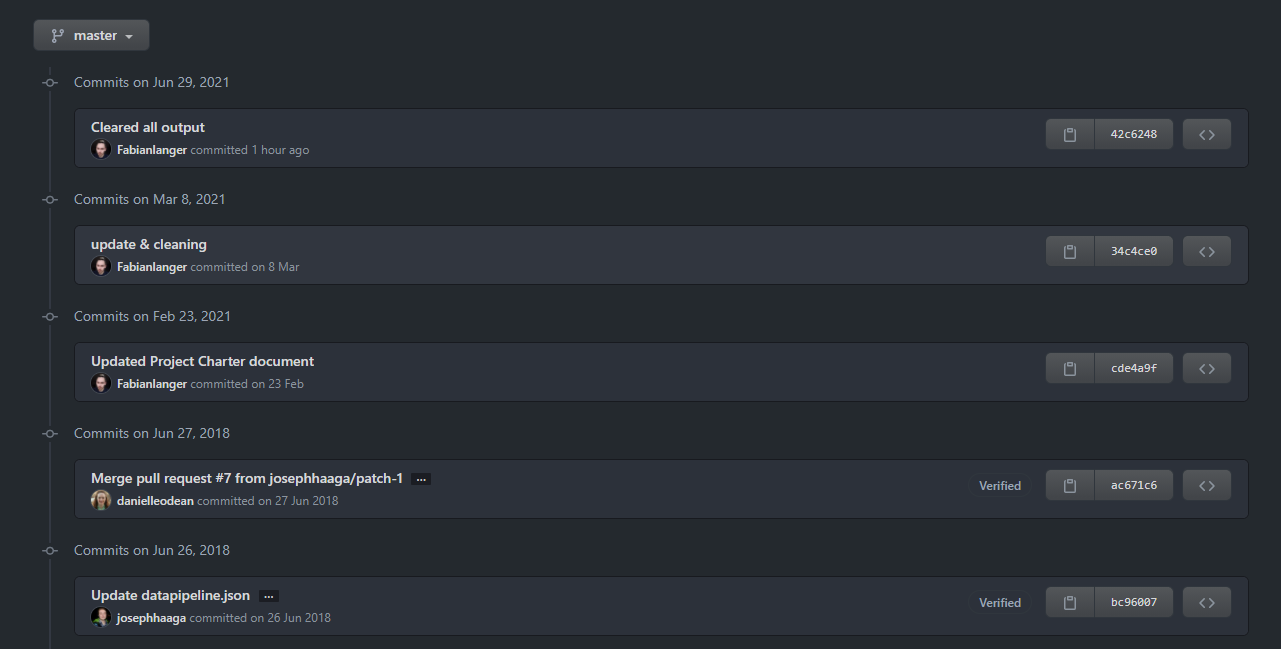 master
Commits on Jun 29, 2021
Cleared all output
42c6248
Fabianlanger committed 1 hour ago
Commits on Mar 8, 2021
update & cleaning
34c4ce0
Fabianlanger committed on 8 Mar
Commits on Feb 23, 2021
Updated Project Charter document
cde4a9f
Fabianlanger committed on 23 Feb
Commits on Jun 27, 2018
Merge pull request #7 from josephhaaga/patch-1 ...
Verified ac671c6
danielleodean committed on 27 Jun 2018
Commits on Jun 26, 2018
Update datapipeline.json ...
Verified bc96007
josephhaaga committed on 26 Jun 2018